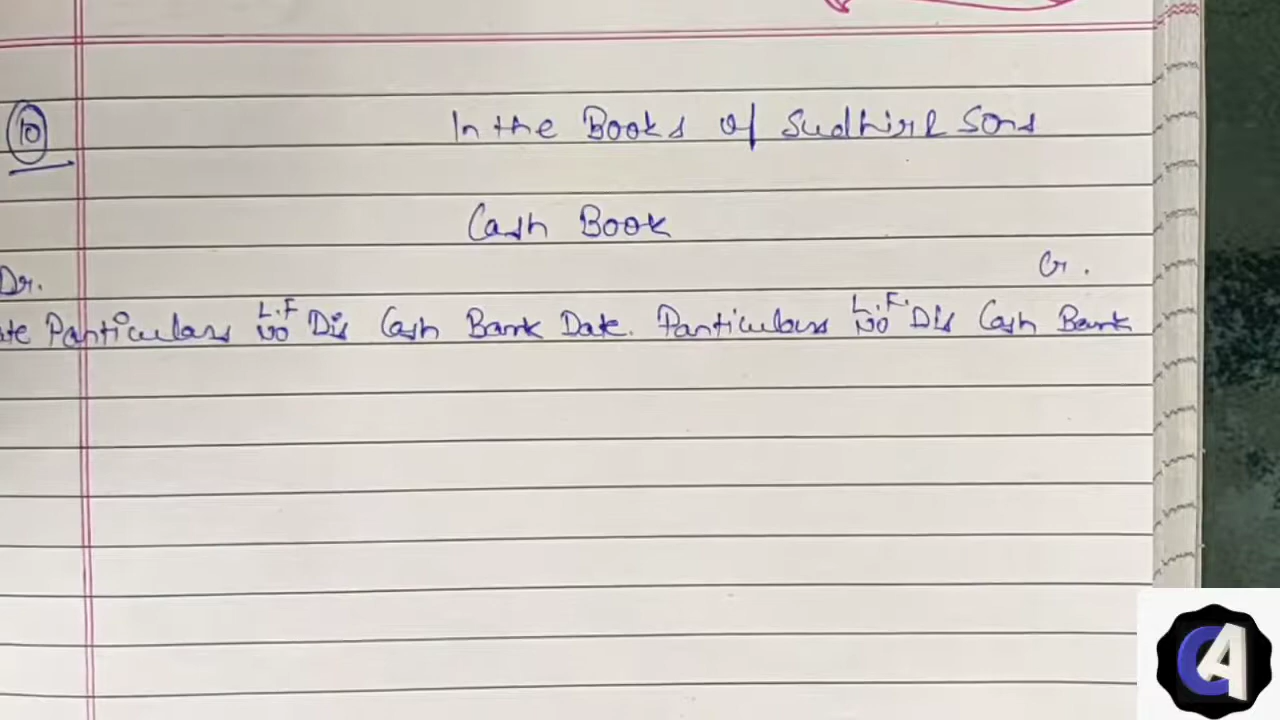 10
In the Books of Sudhir & Sons
Cash Book
Dr. Cr.
ate Particulars L.F No Dis Cash Bank Date. Particulars L.F. No Dis Cash Bank
CA